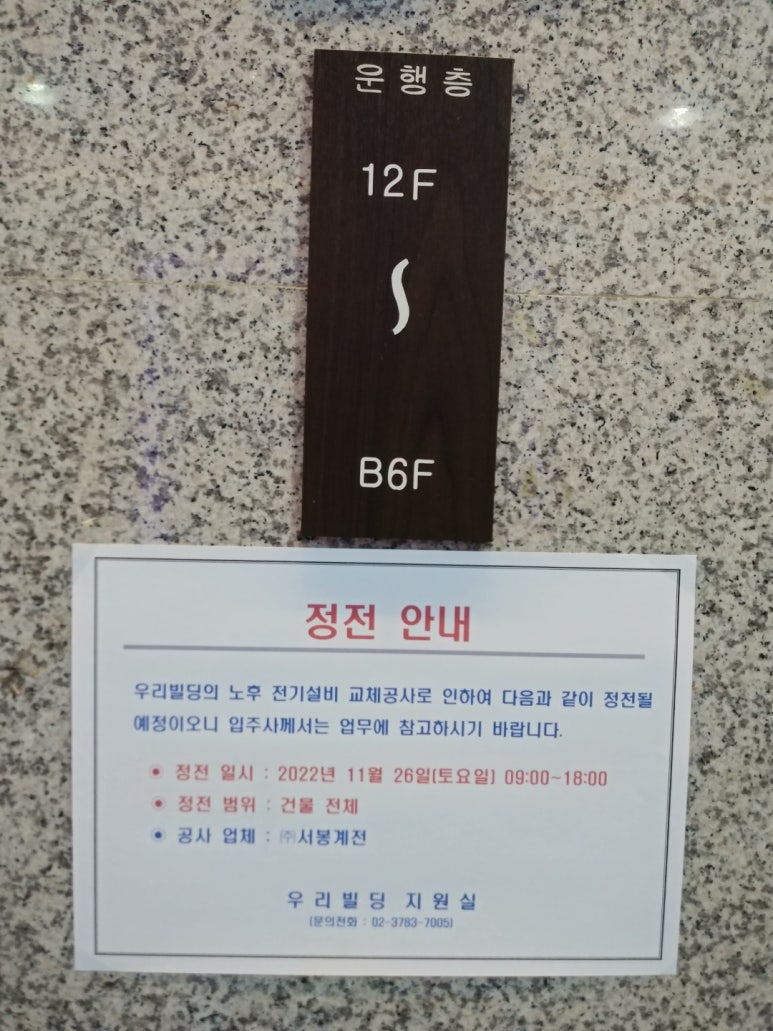 운행층
12F
~
B6F
정전 안내
우리빌딩의 노후 전기설비 교체공사로 인하여 다음과 같이 정전될
예정이오니 입주사께서는 업무에 참고하시기 바랍니다.
정전 일시 : 2022년 11월 26일(토요일) 09:00~18:00
정전 범위 : 건물 전체
공사 업체 : ㈜서봉계전
우리빌딩 지원실
(문의전화 : 02-3783-7005)